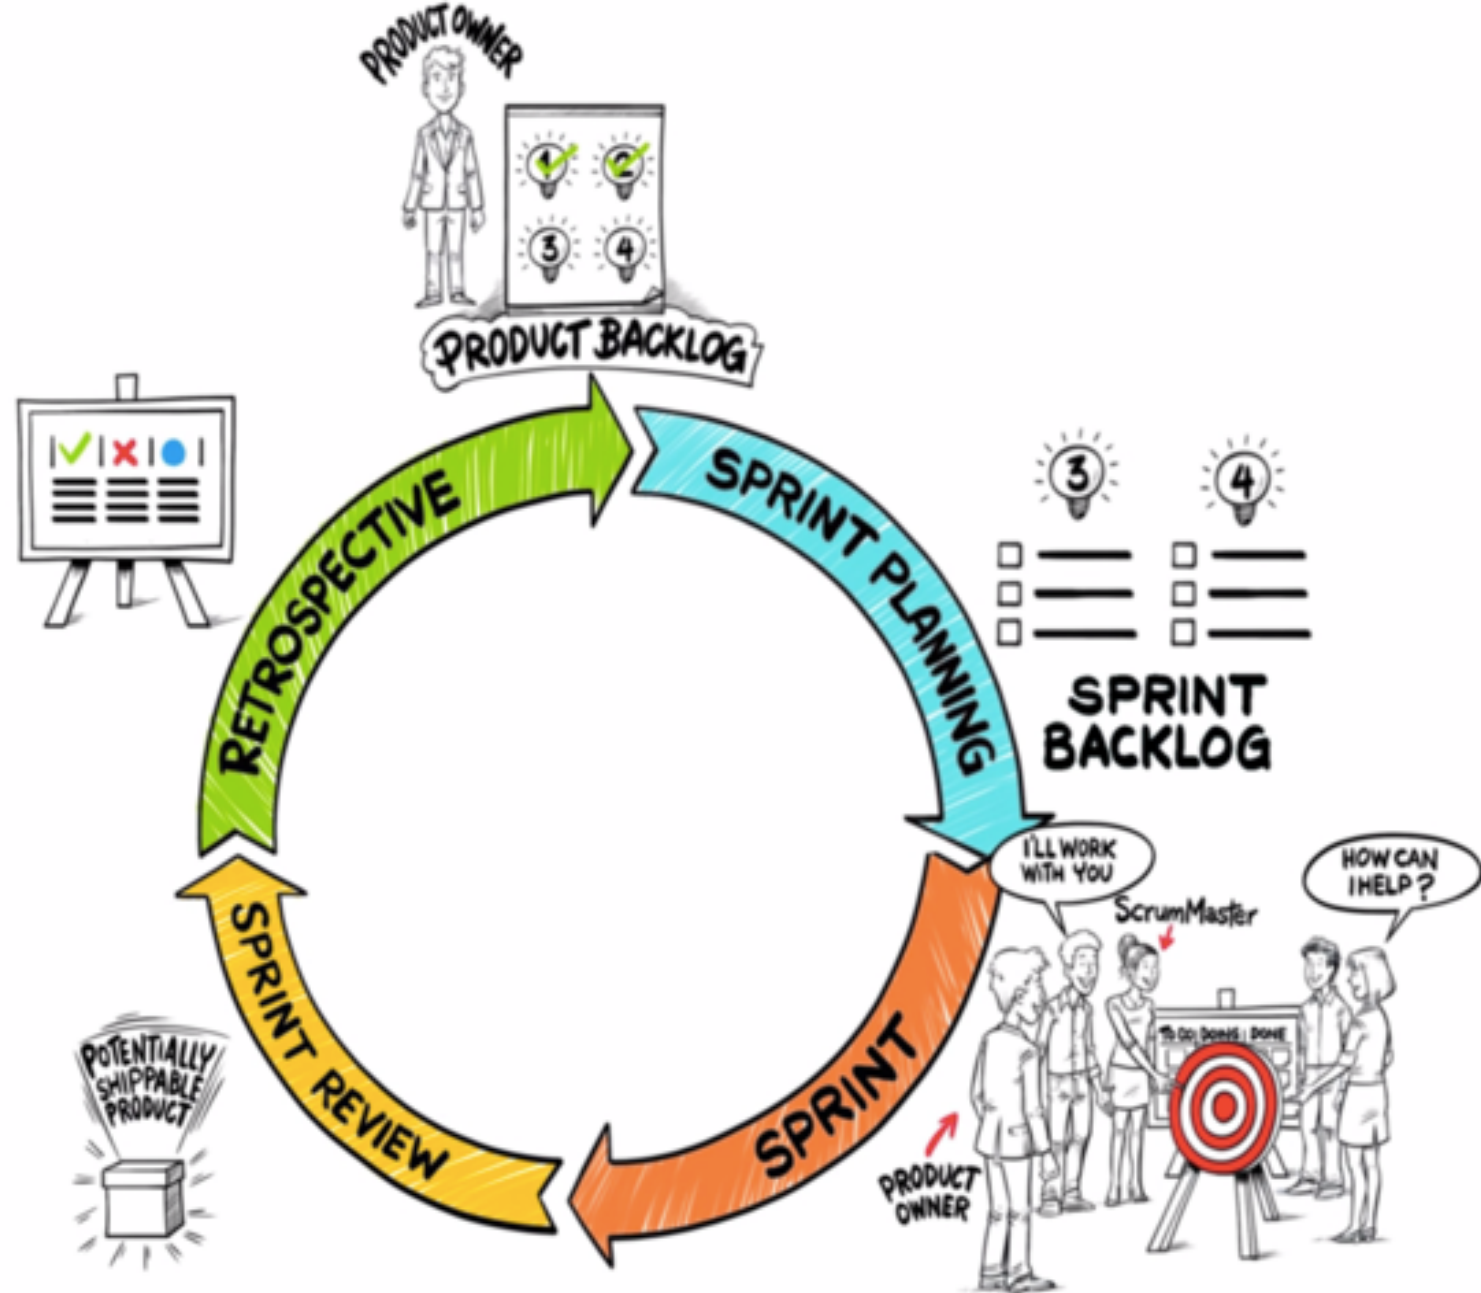 PRODUCT OWNER
1 2
3 4
PRODUCT BACKLOG
RETROSPECTIVE
SPRINT PLANNING
3 4
SPRINT
BACKLOG
I'LL WORK
WITH YOU
HOW CAN
I HELP?
ScrumMaster
TO DO DOING DONE
PRODUCT
OWNER
SPRINT
SPRINT REVIEW
POTENTIALLY
SHIPPABLE
PRODUCT